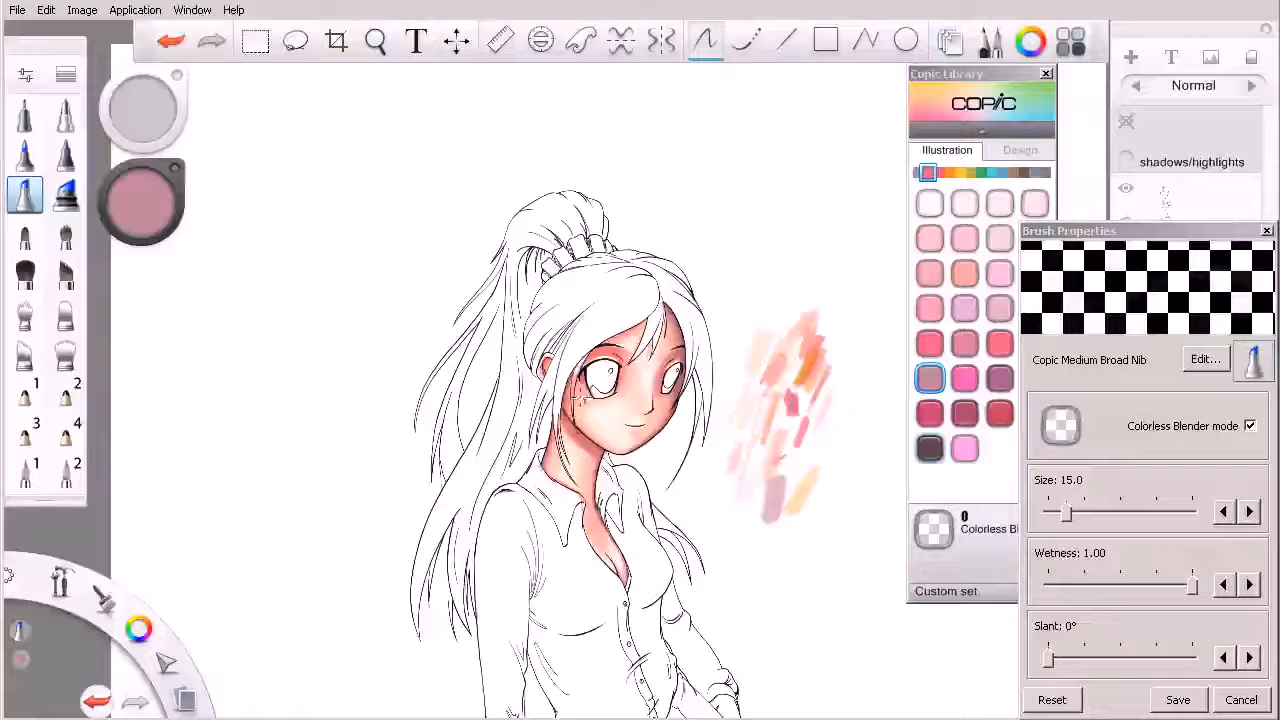 File Edit Image Application Window Help
T
T
Copic Library
COPIC
Illustration Design
Normal
shadows/highlights
1 2
3 4
1 2
Brush Properties
Copic Medium Broad Nib Edit...
Colorless Blender mode
Size: 15.0
Wetness: 1.00
Slant: 0°
Reset Save Cancel
0
Colorless Bl
Custom set